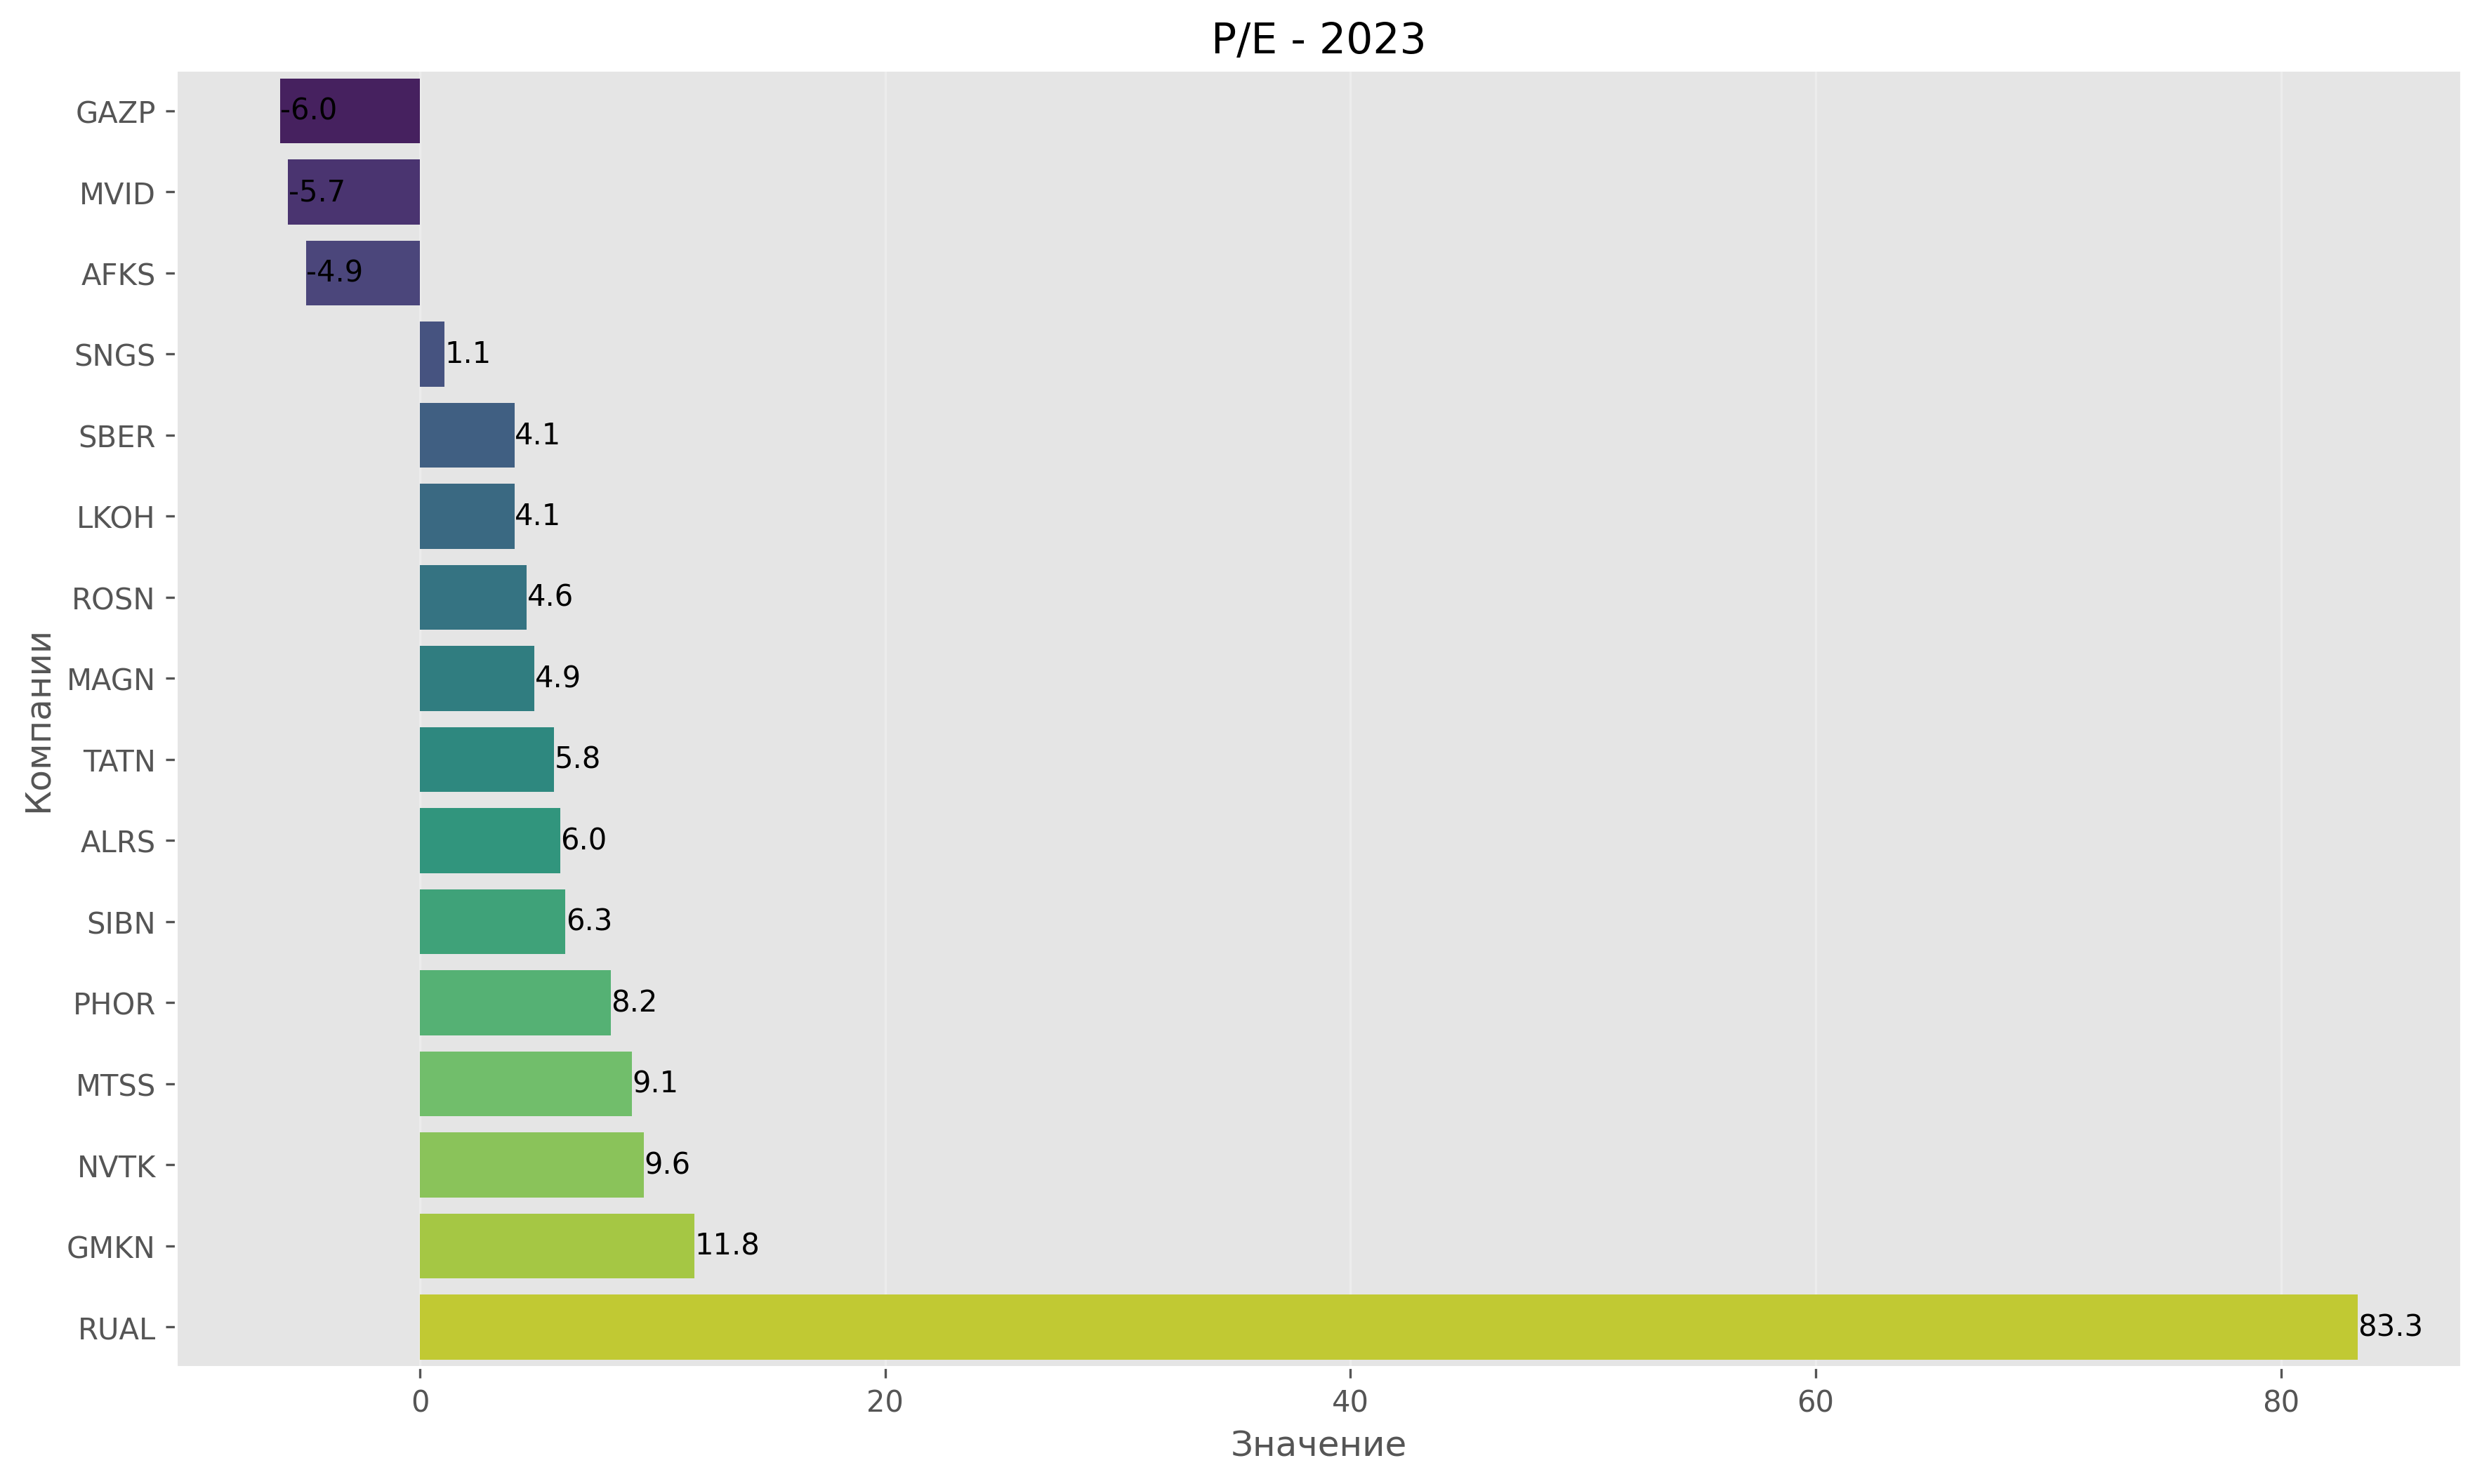 P/E - 2023
GAZP -6.0
MVID -5.7
AFKS -4.9
SNGS 1.1
SBER 4.1
LKOH 4.1
ROSN 4.6
MAGN 4.9
TATN 5.8
ALRS 6.0
SIBN 6.3
PHOR 8.2
MTSS 9.1
NVTK 9.6
GMKN 11.8
RUAL 83.3
Компании
0 20 40 60 80
Значение